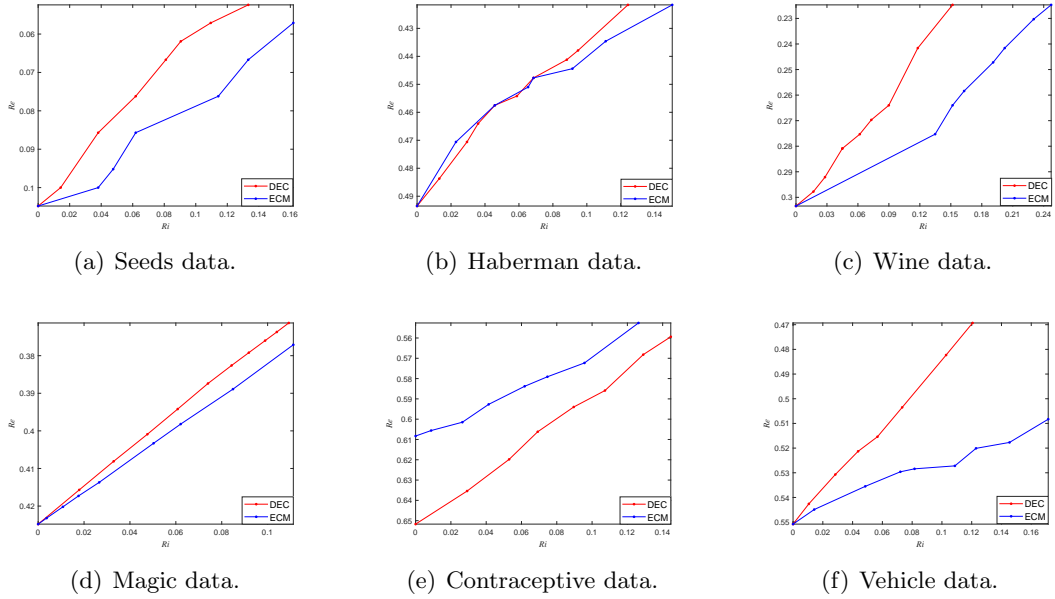 0.06
0.07
0.08
0.09
0.1
Re
0 0.02 0.04 0.06 0.08 0.1 0.12 0.14 0.16
Ri
DEC
ECM
(a) Seeds data.
0.43
0.44
0.45
0.46
0.47
0.48
0.49
Re
0 0.02 0.04 0.06 0.08 0.1 0.12 0.14
Ri
DEC
ECM
(b) Haberman data.
0.23
0.24
0.25
0.26
0.27
0.28
0.29
0.3
Re
0 0.03 0.06 0.09 0.12 0.15 0.18 0.21 0.24
Ri
DEC
ECM
(c) Wine data.
0.38
0.39
0.4
0.41
0.42
Re
0 0.02 0.04 0.06 0.08 0.1
Ri
DEC
ECM
(d) Magic data.
0.56
0.57
0.58
0.59
0.6
0.61
0.62
0.63
0.64
0.65
Re
0 0.02 0.04 0.06 0.08 0.1 0.12 0.14
Ri
DEC
ECM
(e) Contraceptive data.
0.47
0.48
0.49
0.5
0.51
0.52
0.53
0.54
0.55
Re
0 0.02 0.04 0.06 0.08 0.1 0.12 0.14 0.16
Ri
DEC
ECM
(f) Vehicle data.